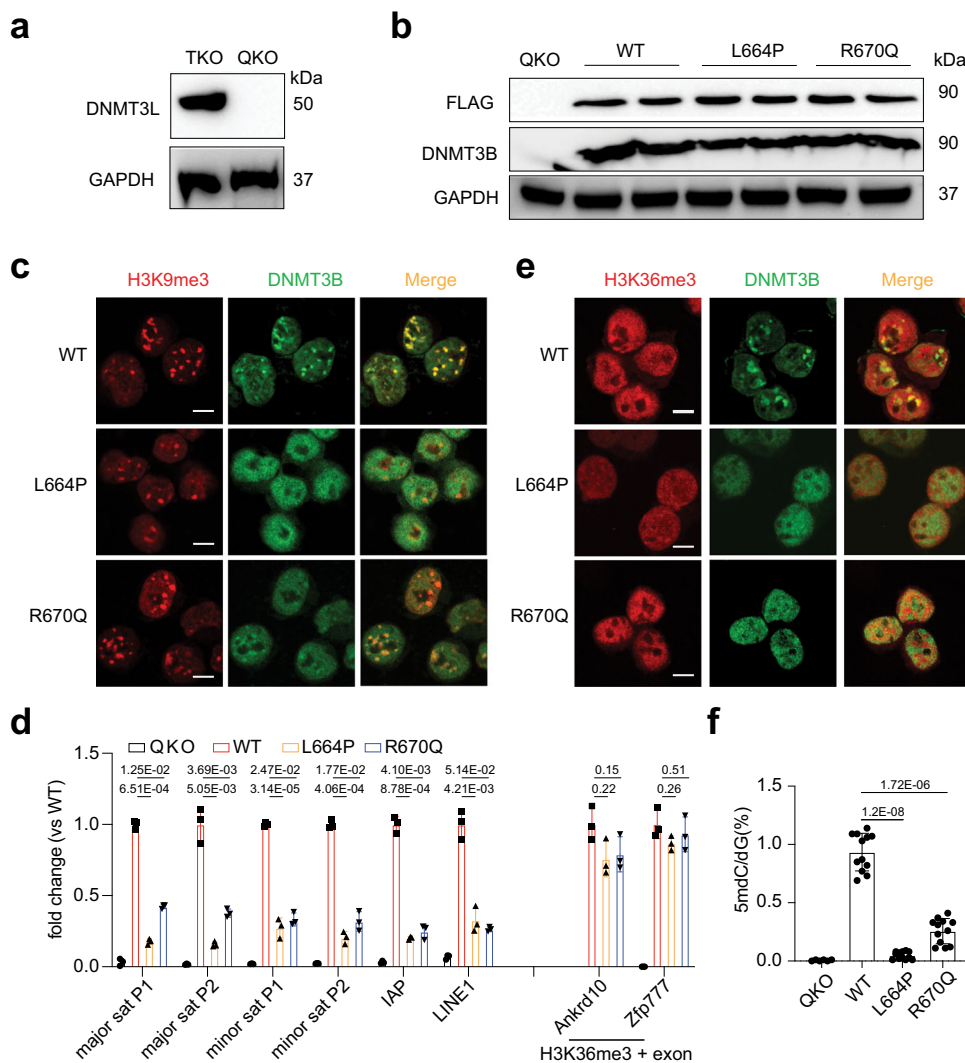 a
TKO QKO
kDa
DNMT3L
50
GAPDH
37
b
QKO
WT
L664P
R670Q
kDa
FLAG
90
DNMT3B
90
GAPDH
37
c
H3K9me3
DNMT3B
Merge
WT
L664P
R670Q
e
H3K36me3
DNMT3B
Merge
WT
L664P
R670Q
d
QKO WT L664P R670Q
fold change (vs WT)
1.5
1.0
0.5
0.0
1.25E-02 3.69E-03 2.47E-02 1.77E-02 4.10E-03 5.14E-02 0.15 0.51
6.51E-04 5.05E-03 3.14E-05 4.06E-04 8.78E-04 4.21E-03 0.22 0.26
major sat P1
major sat P2
minor sat P1
minor sat P2
IAP
LINE1
Ankrd10
Zfp777
H3K36me3 + exon
f
5mdC/dG(%)
1.5
1.0
0.5
0.0
1.72E-06
1.2E-08
QKO
WT
L664P
R670Q